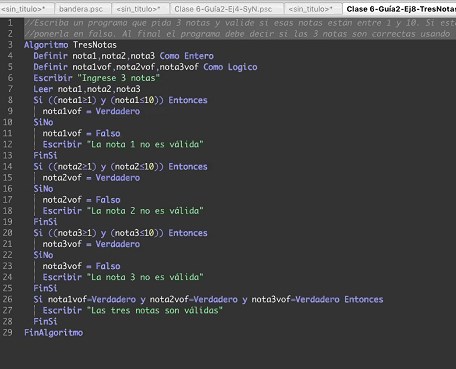 <sin_título>* bandera.psc <sin_título>* Clase 6-Guía2-Ej4-SyN.psc <sin_título>* Clase 6-Guía2-Ej8-TresNotas
1 //Escriba un programa que pida 3 notas y valide si esas notas estan entre 1 y 10. Si está
2 //ponerla en falso. Al final el programa debe decir si las 3 notas son correctas usando
3 Algoritmo TresNotas
4 Definir nota1,nota2,nota3 Como Entero
5 Definir nota1vof,nota2vof,nota3vof Como Logico
6 Escribir "Ingrese 3 notas"
7 Leer nota1,nota2,nota3
8 Si ((nota1≥1) y (nota1≤10)) Entonces
9 nota1vof = Verdadero
10 SiNo
11 nota1vof = Falso
12 Escribir "La nota 1 no es válida"
13 FinSi
14 Si ((nota2≥1) y (nota2≤10)) Entonces
15 nota2vof = Verdadero
16 SiNo
17 nota2vof = Falso
18 Escribir "La nota 2 no es válida"
19 FinSi
20 Si ((nota3≥1) y (nota3≤10)) Entonces
21 nota3vof = Verdadero
22 SiNo
23 nota3vof = Falso
24 Escribir "La nota 3 no es válida"
25 FinSi
26 Si nota1vof=Verdadero y nota2vof=Verdadero y nota3vof=Verdadero Entonces
27 Escribir "Las tres notas son válidas"
28 FinSi
29 FinAlgoritmo